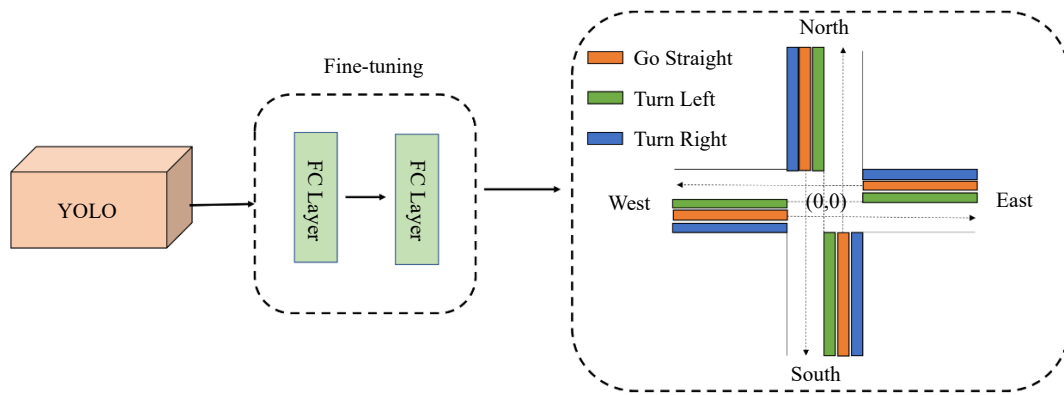 YOLO
Fine-tuning
FC Layer
FC Layer
Go Straight
Turn Left
Turn Right
North
West
(0,0)
East
South